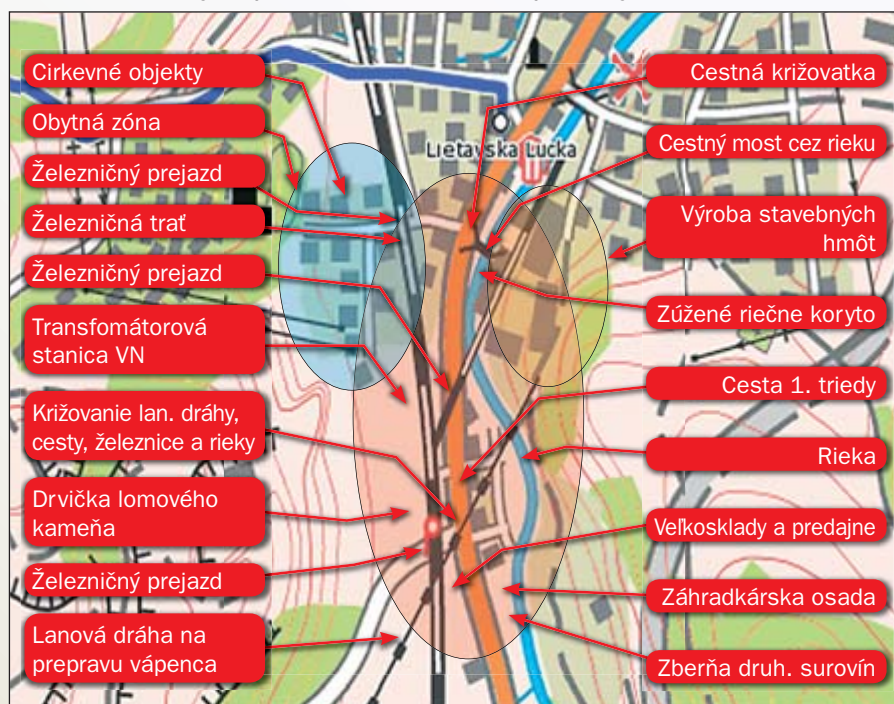 Cirkevné objekty
Obytná zóna
Železničný prejazd
Železničná trať
Železničný prejazd
Transfomátorová
stanica VN
Križovanie lan. dráhy,
cesty, železnice a rieky
Drvička lomového
kameňa
Železničný prejazd
Lanová dráha na
prepravu vápenca
Lietavská Lúčka
Cestná križovatka
Cestný most cez rieku
Výroba stavebných
hmôt
Zúžené riečne koryto
Cesta 1. triedy
Rieka
Veľkosklady a predajne
Záhradkárska osada
Zberňa druh. surovín